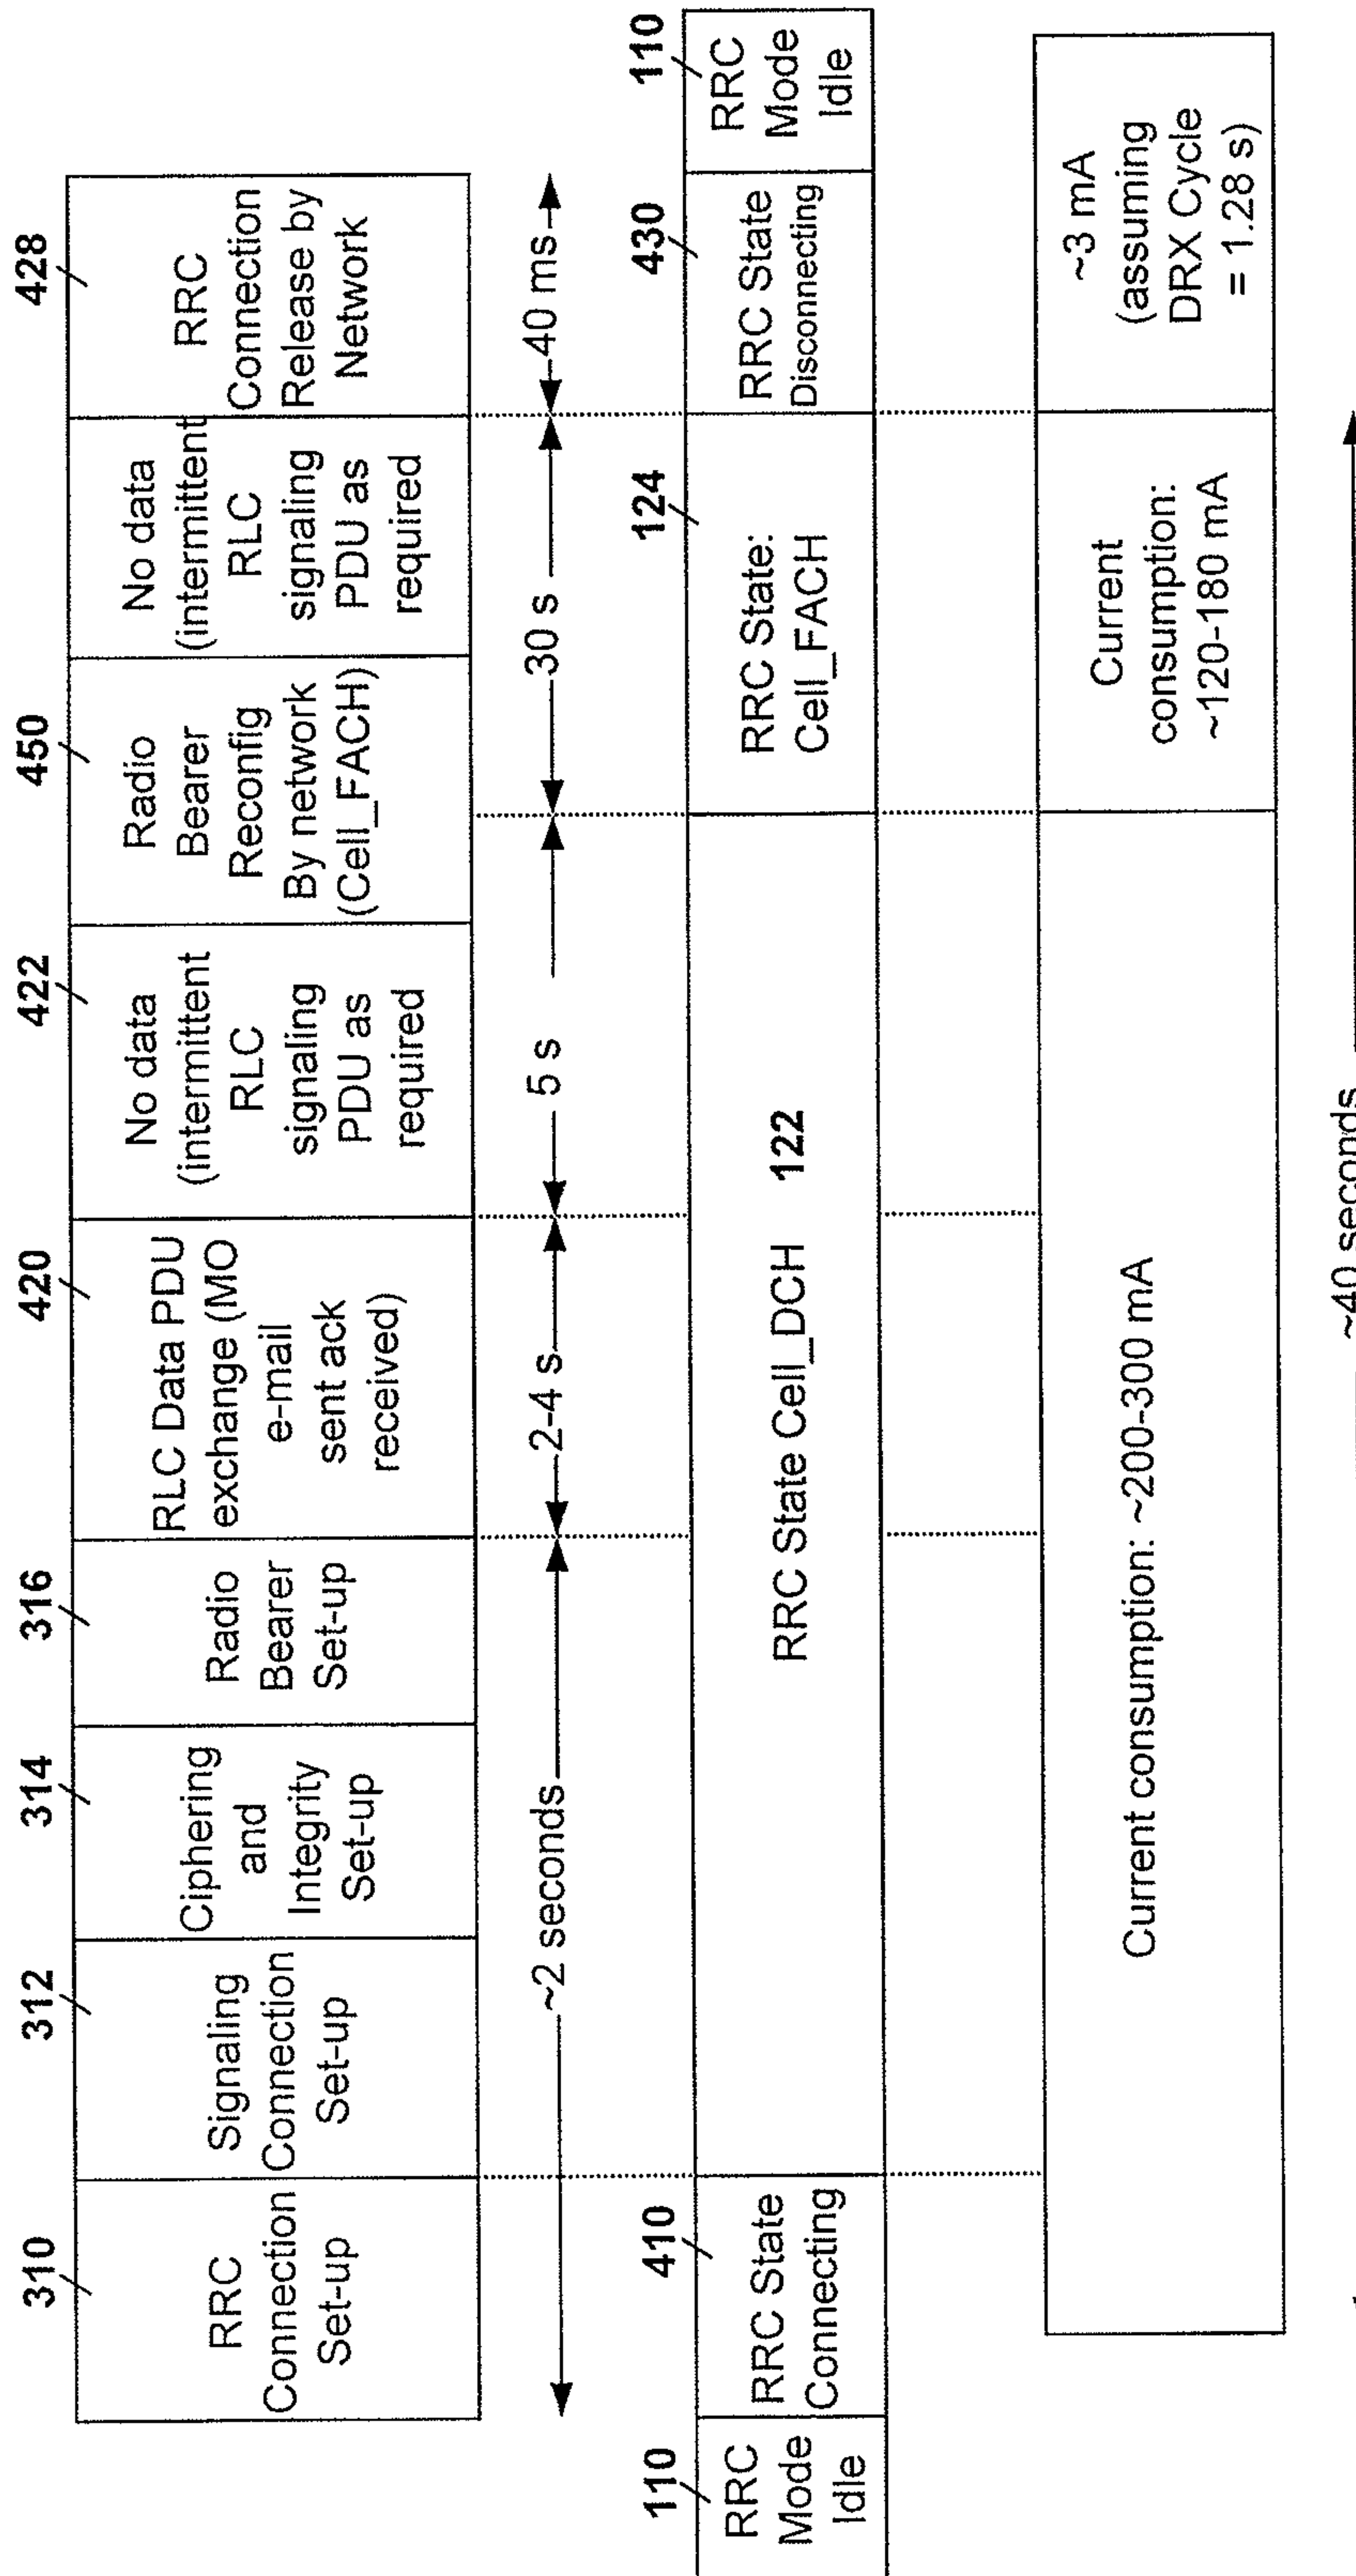 310
RRC
Connection
Set-up
312
Signaling
Connection
Set-up
314
Ciphering
and
Integrity
Set-up
316
Radio
Bearer
Set-up
420
RLC Data PDU
exchange (MO
e-mail
sent ack
received)
422
No data
(intermittent
RLC
signaling
PDU as
required
450
Radio
Bearer
Reconfig
By network
(Cell_FACH)
No data
(intermittent
RLC
signaling
PDU as
required
428
RRC
Connection
Release by
Network
~2 seconds
2-4 s
5 s
30 s
40 ms
110
RRC
Mode
Idle
410
RRC State
Connecting
RRC State Cell_DCH 122
124
RRC State:
Cell_FACH
430
RRC State
Disconnecting
110
RRC
Mode
Idle
Current consumption: ~200-300 mA
Current
consumption:
~120-180 mA
~3 mA
(assuming
DRX Cycle
= 1.28 s)
~40 seconds